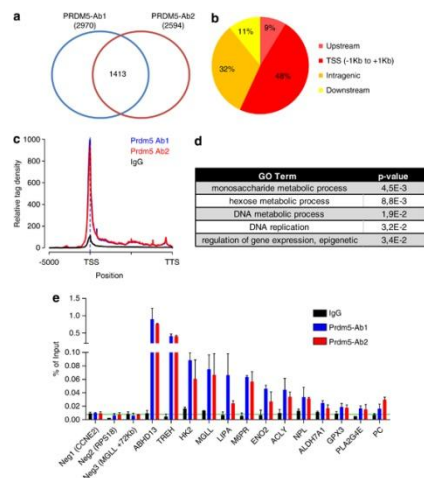 a
PRDM5-Ab1
(2970)
PRDM5-Ab2
(2594)
1413
b
9%
11%
32%
48%
Upstream
TSS (-1Kb to +1Kb)
Intragenic
Downstream
c
Relative tag density
1000
800
600
400
200
0
Prdm5 Ab1
Prdm5 Ab2
IgG
-5000
TSS
TTS
Position
d
GO Term p-value
monosaccharide metabolic process 4,5E-3
hexose metabolic process 8,8E-3
DNA metabolic process 1,9E-2
DNA replication 3,2E-2
regulation of gene expression, epigenetic 3,4E-2
e
% of Input
1.5
1.0
0.5
0.10
0.08
0.06
0.04
0.02
0.00
IgG
Prdm5-Ab1
Prdm5-Ab2
Neg1 (CCNE2)
Neg2 (RPS18)
Neg3 (MGLL +72Kb)
ABHD13
TREH
HK2
MGLL
LIPA
M6PR
ENO2
ACLY
NPL
ALDH7A1
GPX3
PC